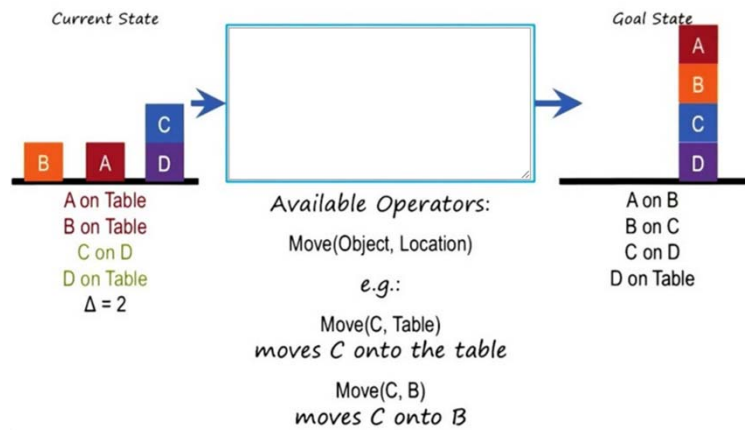 Current State
B
A
C
D
A on Table
B on Table
C on D
D on Table
Δ = 2
Available Operators:
Move(Object, Location)
e.g.:
Move(C, Table)
moves C onto the table
Move(C, B)
moves C onto B
Goal State
A
B
C
D
A on B
B on C
C on D
D on Table